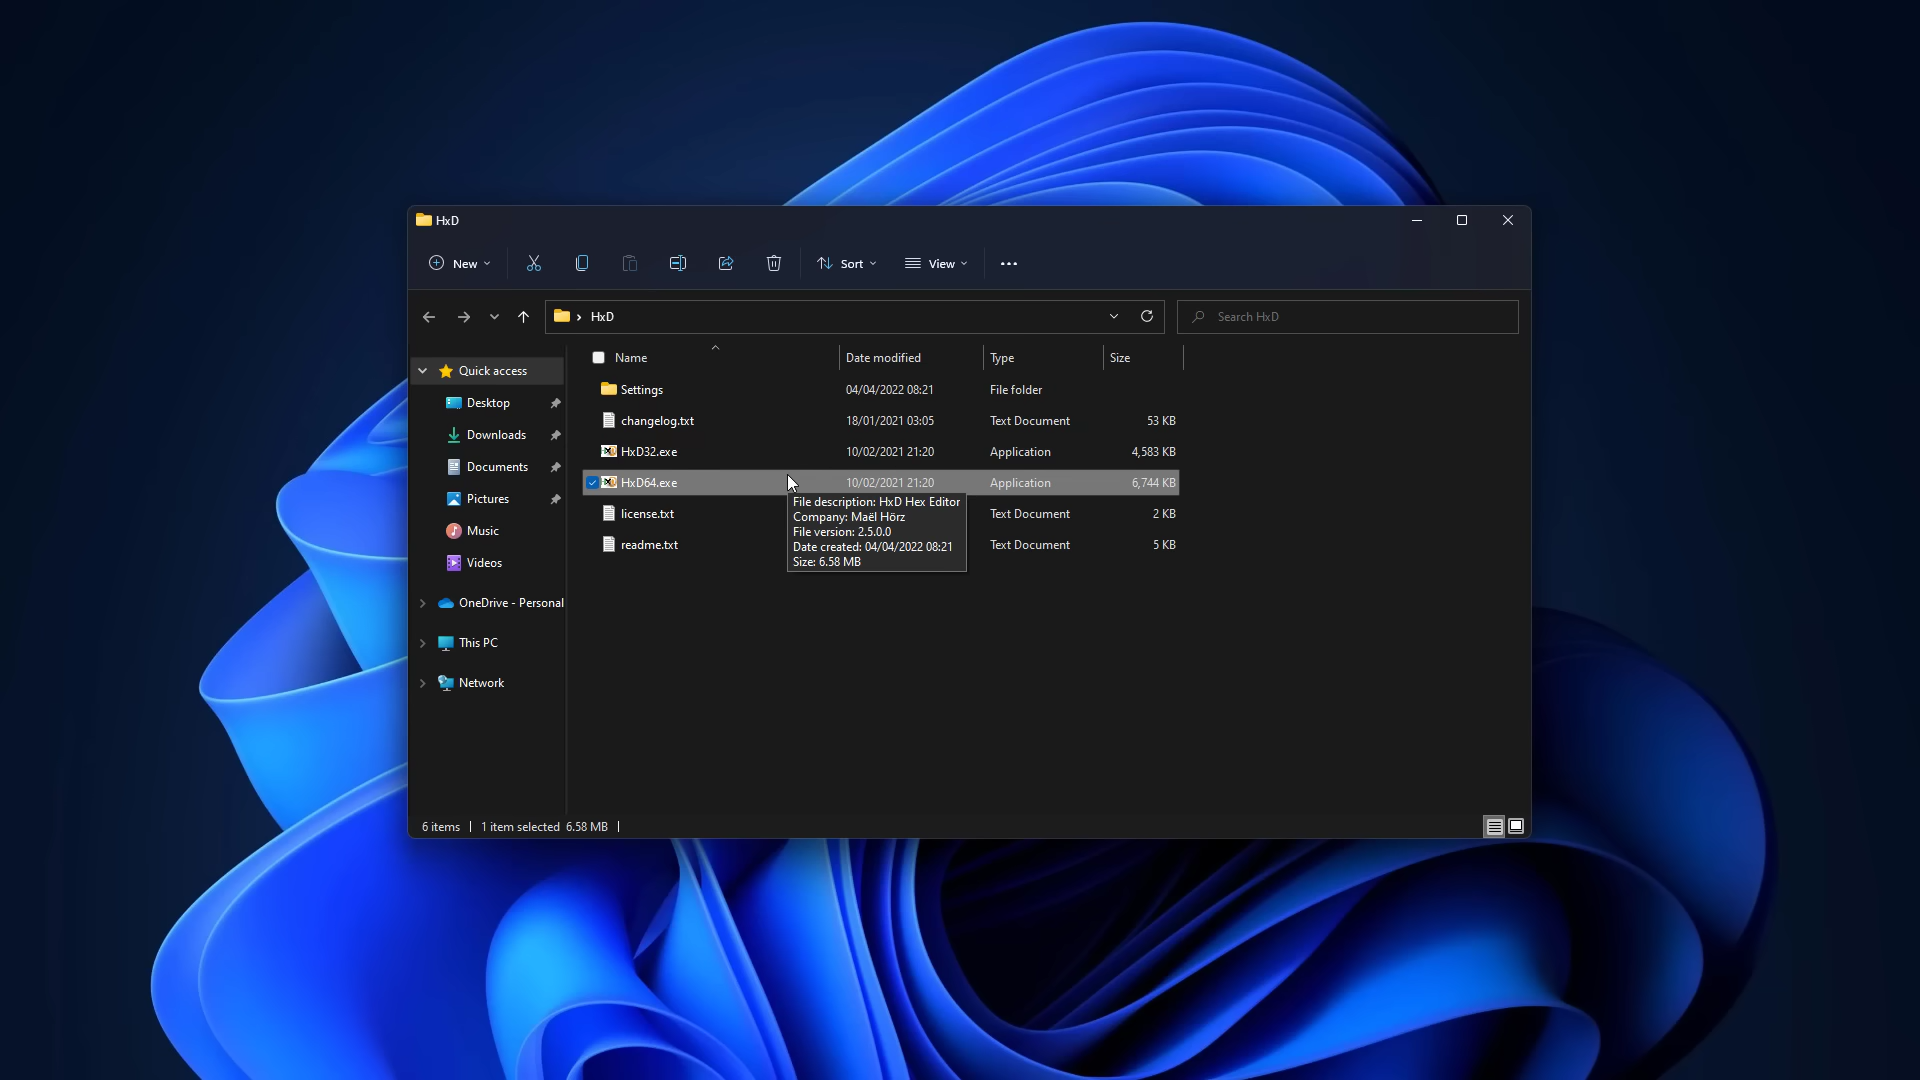 HxD
New
Sort
View
HxD
Search HxD
Name Date modified Type Size
Quick access
Desktop
Downloads
Documents
Pictures
Music
Videos
OneDrive - Personal
This PC
Network
Settings 04/04/2022 08:21 File folder
changelog.txt 18/01/2021 03:05 Text Document 53 KB
HxD32.exe 10/02/2021 21:20 Application 4,583 KB
HxD64.exe 10/02/2021 21:20 Application 6,744 KB
license.txt Text Document 2 KB
readme.txt Text Document 5 KB
File description: HxD Hex Editor
Company: Maël Hörz
File version: 2.5.0.0
Date created: 04/04/2022 08:21
Size: 6.58 MB
6 items 1 item selected 6.58 MB